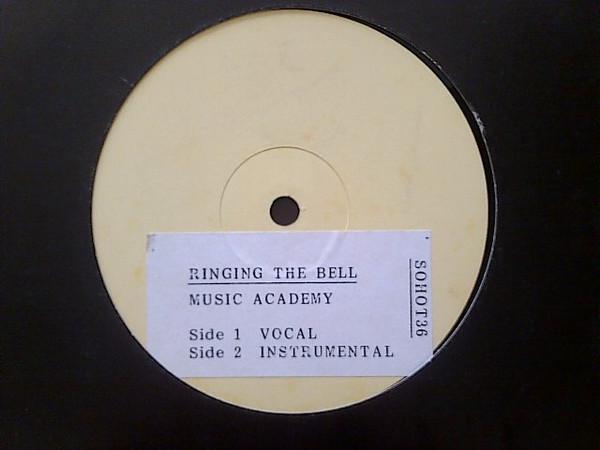 RINGING THE BELL
MUSIC ACADEMY
Side 1 VOCAL
Side 2 INSTRUMENTAL
SOHOT36